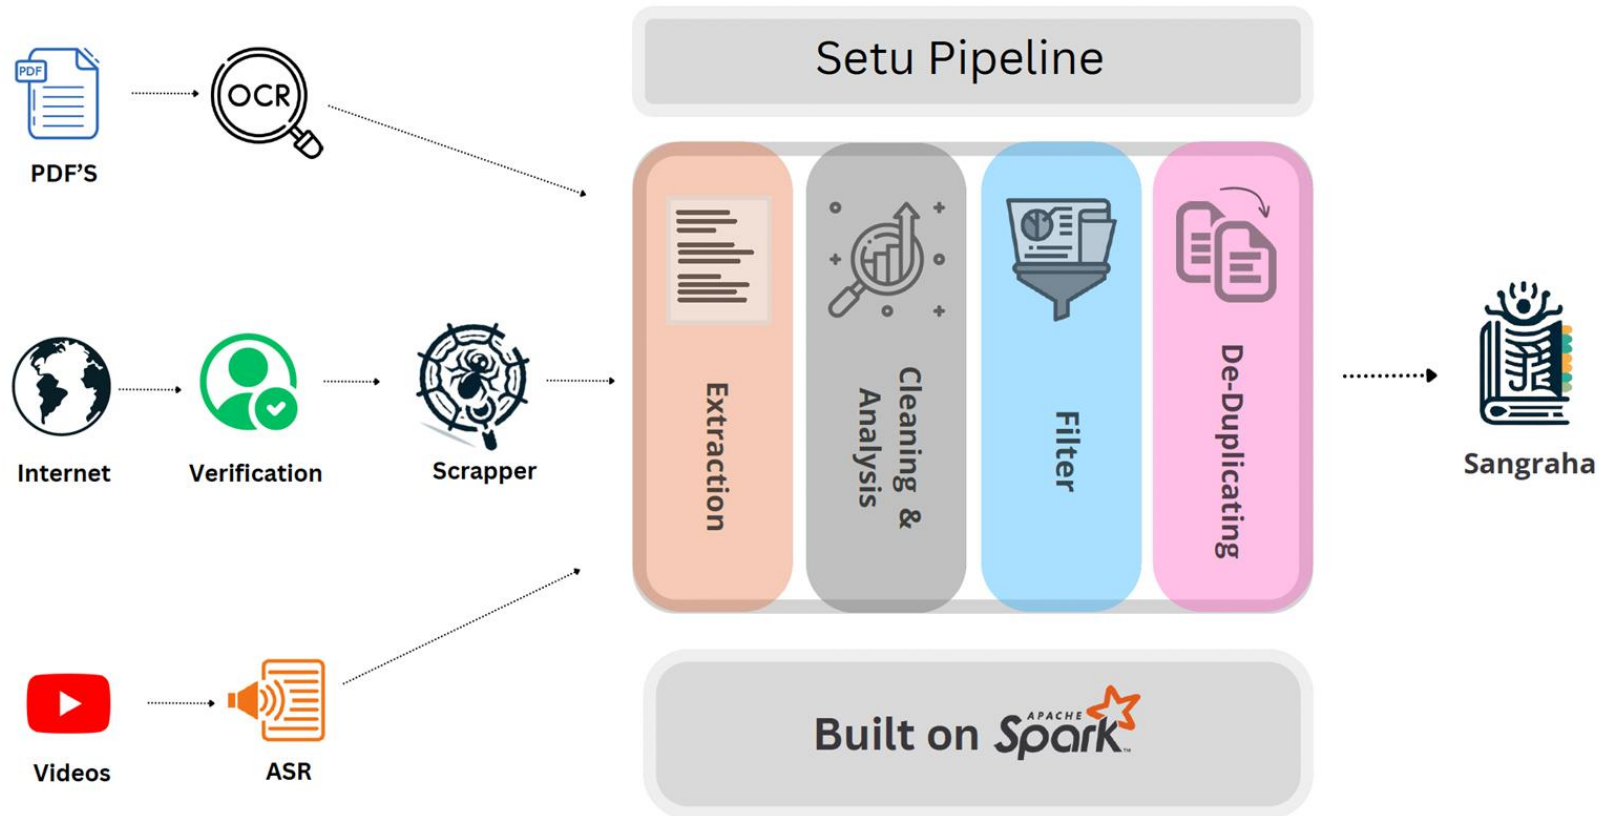 Setu Pipeline
PDF
OCR
PDF'S
Internet
Verification
Scrapper
Videos
ASR
Extraction
Cleaning &
Analysis
Filter
De-Duplicating
Built on APACHE Spark™
Sangraha